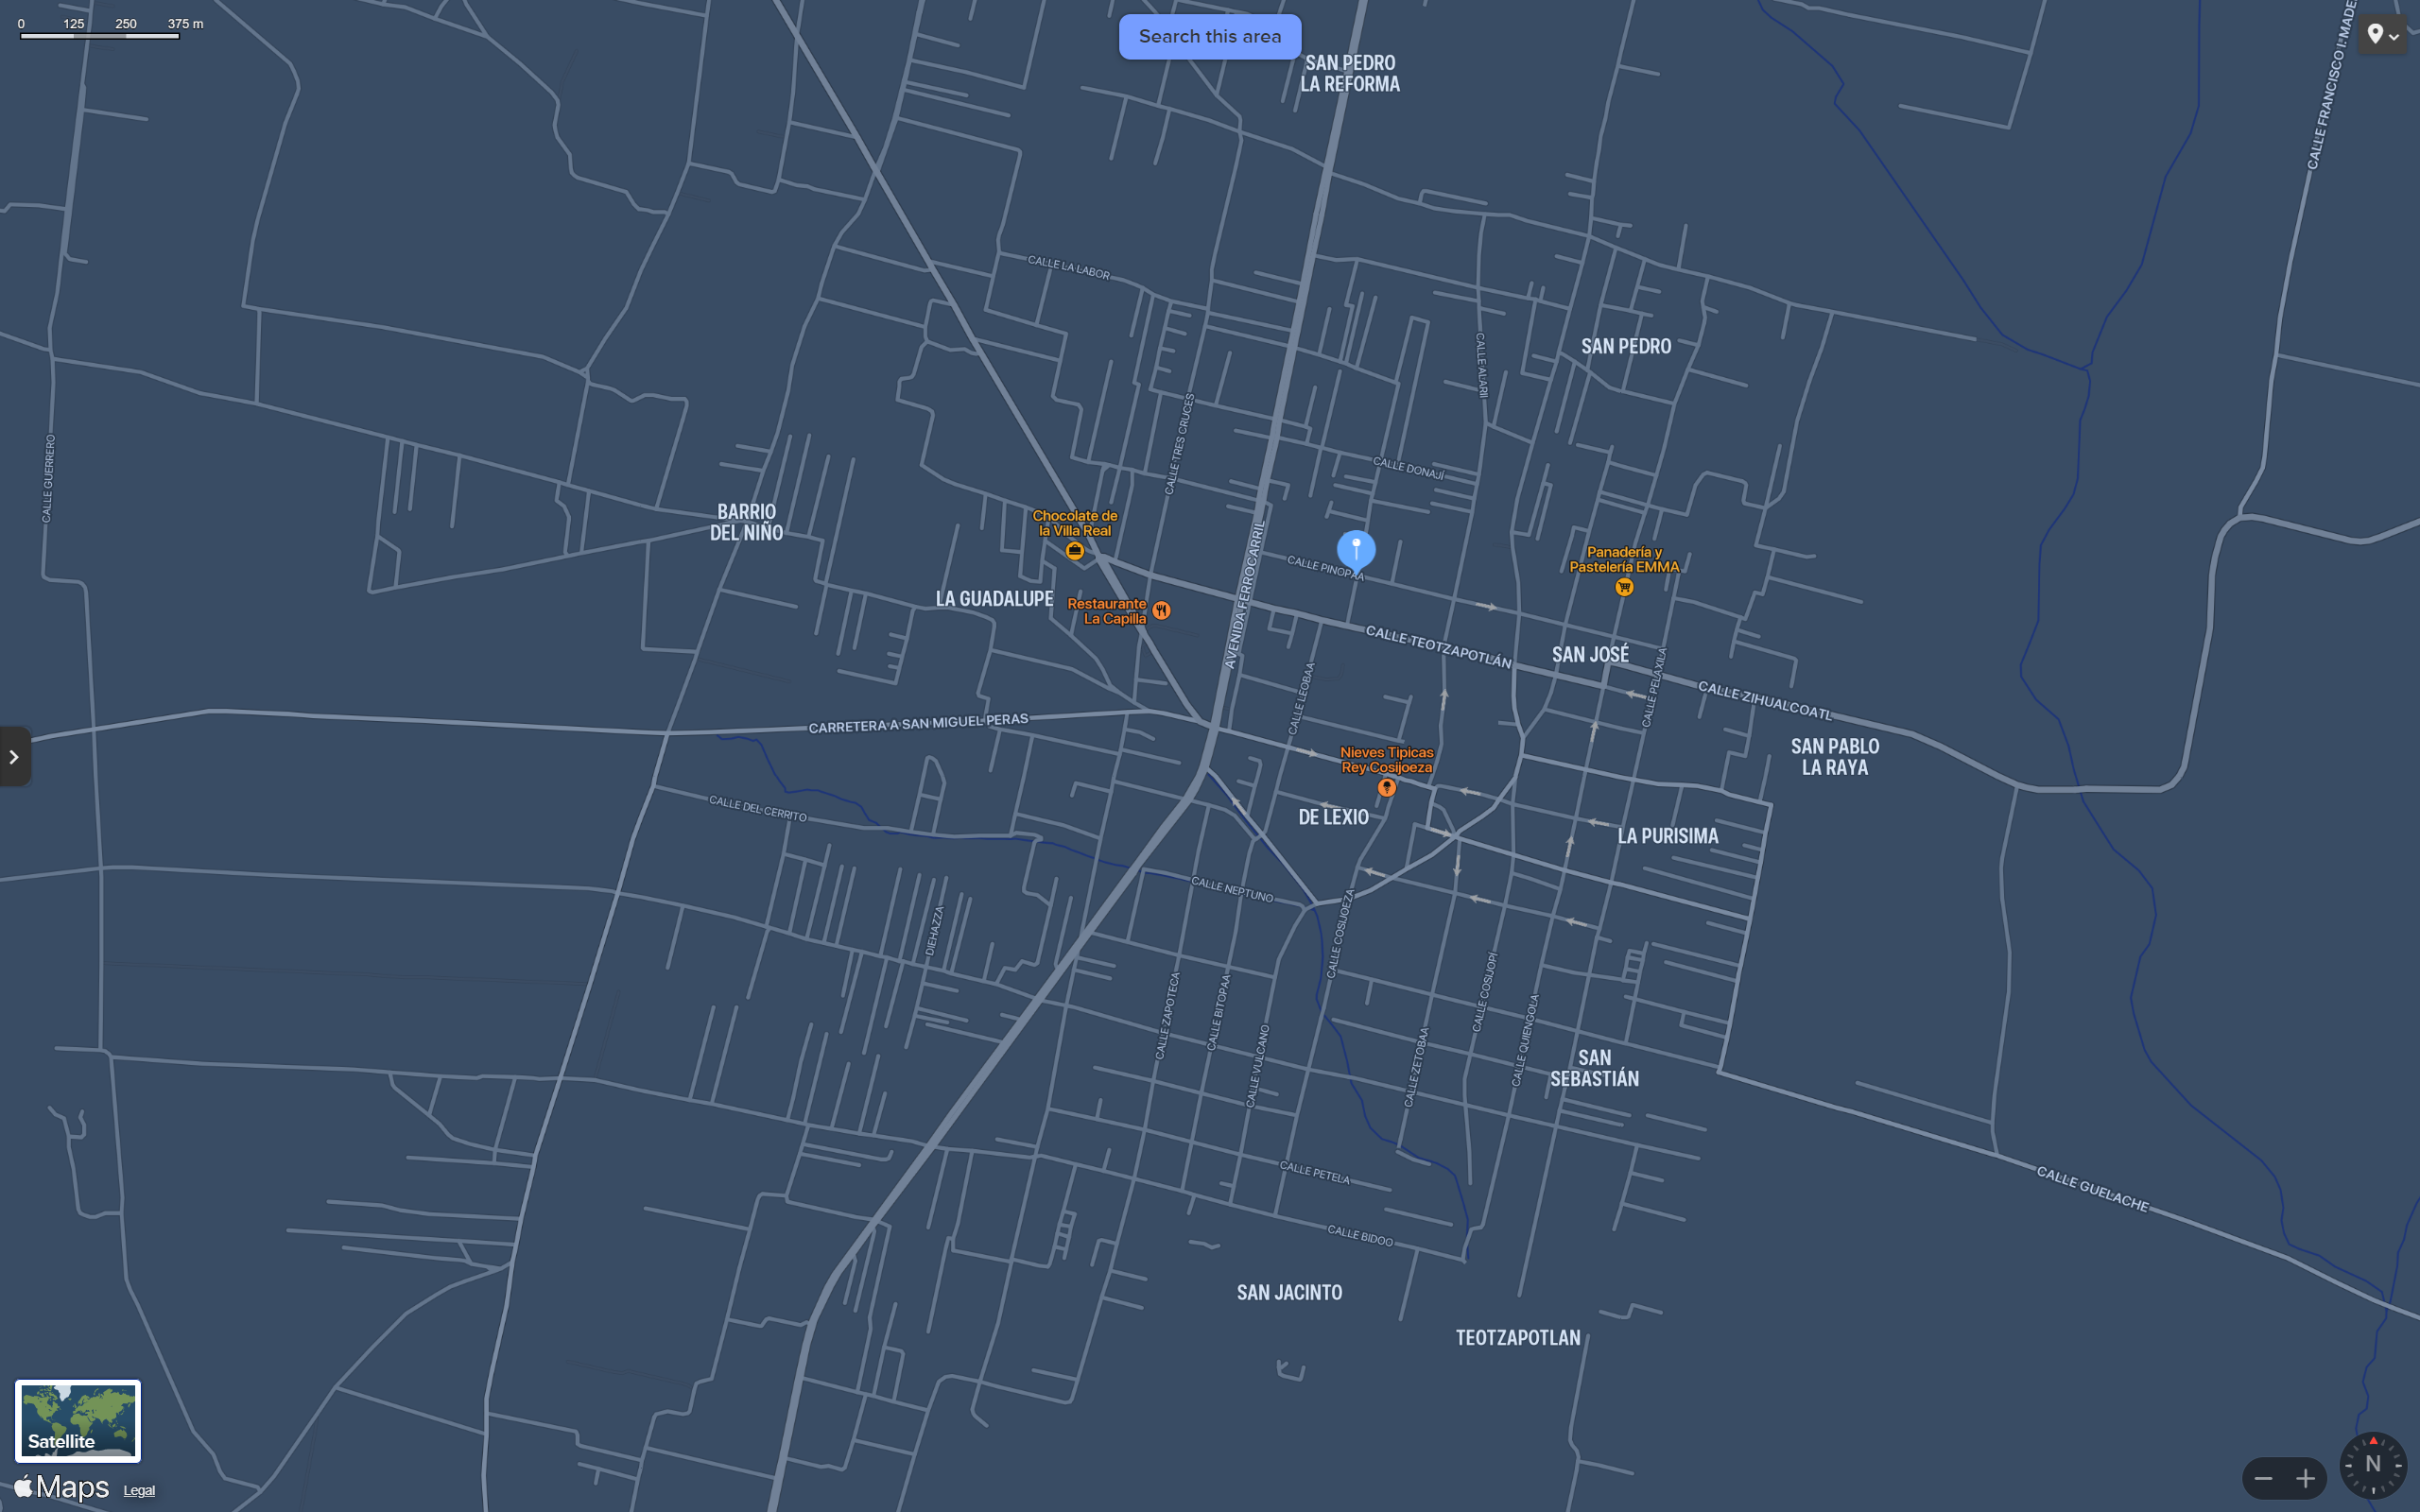 0 125 250 375 m
Search this area
SAN PEDRO
LA REFORMA
CALLE FRANCISCO I. MADE
CALLE LA LABOR
SAN PEDRO
CALLE ALARII
CALLE TRES CRUCES
CALLE GUERRERO
CALLE DONAJÍ
BARRIO
DEL NIÑO
Chocolate de
la Villa Real
AVENIDA FERROCARRIL
CALLE PINOPAA
Panadería y
Pastelería EMMA
LA GUADALUPE
Restaurante
La Capilla
CALLE TEOTZAPOTLÁN
SAN JOSÉ
CALLE PELAXILA
CALLE LEOBAA
CALLE ZIHUALCOATL
CARRETERA A SAN MIGUEL PERAS
SAN PABLO
LA RAYA
Nieves Tipicas
Rey Cosijoeza
CALLE DEL CERRITO
DE LEXIO
LA PURISIMA
CALLE NEPTUNO
DIEHAZZA
CALLE COSIJOEZA
CALLE COSIJOPÍ
CALLE ZAPOTECA
CALLE BITOPAA
CALLE QUIENGOLA
CALLE VULCANO
CALLE ZETOBAA
SAN
SEBASTIÁN
CALLE PETELA
CALLE GUELACHE
CALLE BIDOO
SAN JACINTO
TEOTZAPOTLAN
Satellite
Maps
Legal
N